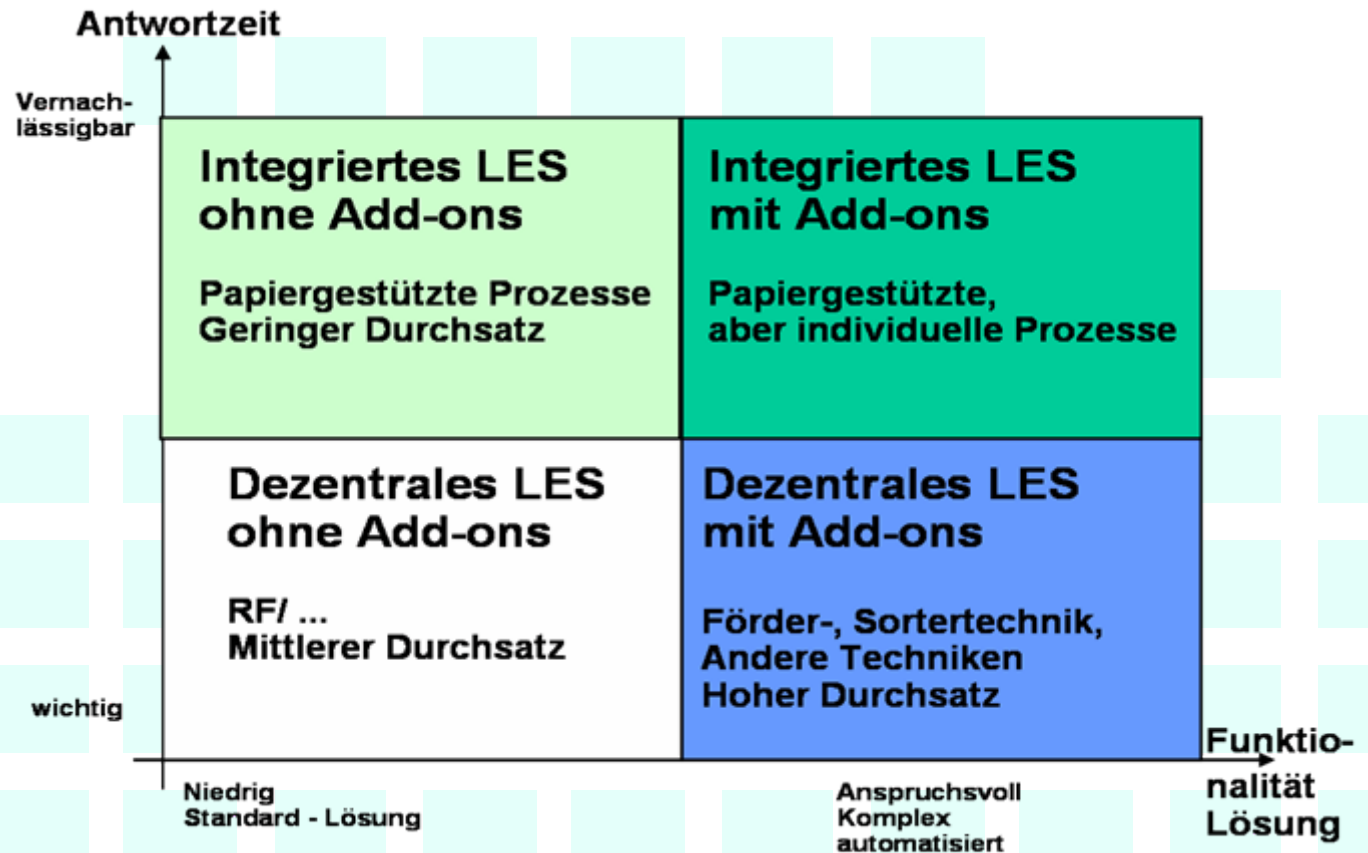 Antwortzeit
Vernach-
lässigbar
Integriertes LES
ohne Add-ons
Papiergestützte Prozesse
Geringer Durchsatz
Integriertes LES
mit Add-ons
Papiergestützte,
aber individuelle Prozesse
Dezentrales LES
ohne Add-ons
RF/ ...
Mittlerer Durchsatz
Dezentrales LES
mit Add-ons
Förder-, Sortertechnik,
Andere Techniken
Hoher Durchsatz
wichtig
Niedrig
Standard - Lösung
Anspruchsvoll
Komplex
automatisiert
Funktio-
nalität
Lösung